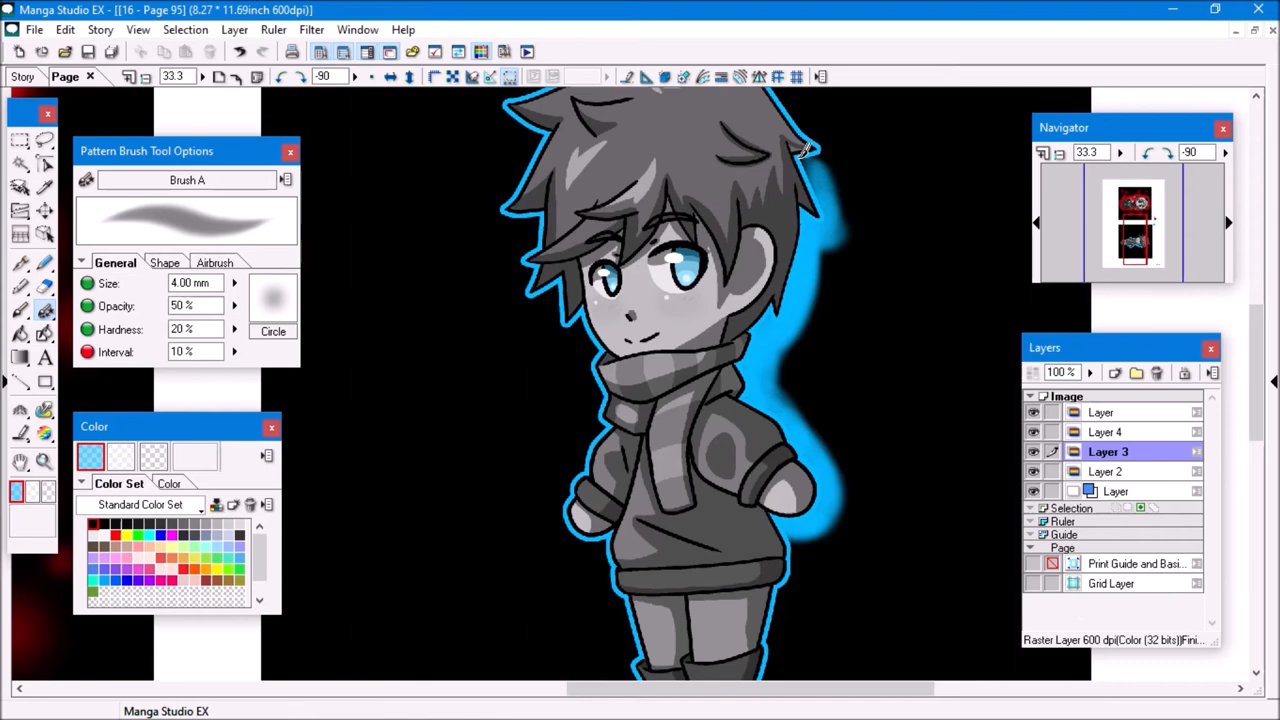 Manga Studio EX - [[16 - Page 95] (8.27 * 11.69inch 600dpi)]
File Edit Story View Selection Layer Ruler Filter Window Help
Story Page 33.3 -90
Pattern Brush Tool Options
Brush A
General Shape Airbrush
Size: 4.00 mm
Opacity: 50 %
Hardness: 20 %
Interval: 10 %
Circle
Color
Color Set Color
Standard Color Set
Navigator
33.3 -90
Layers
100 %
Image
Layer
Layer 4
Layer 3
Layer 2
Layer
Selection
Ruler
Guide
Page
Print Guide and Basi...
Grid Layer
Raster Layer 600 dpi(Color (32 bits))Fini...
Manga Studio EX